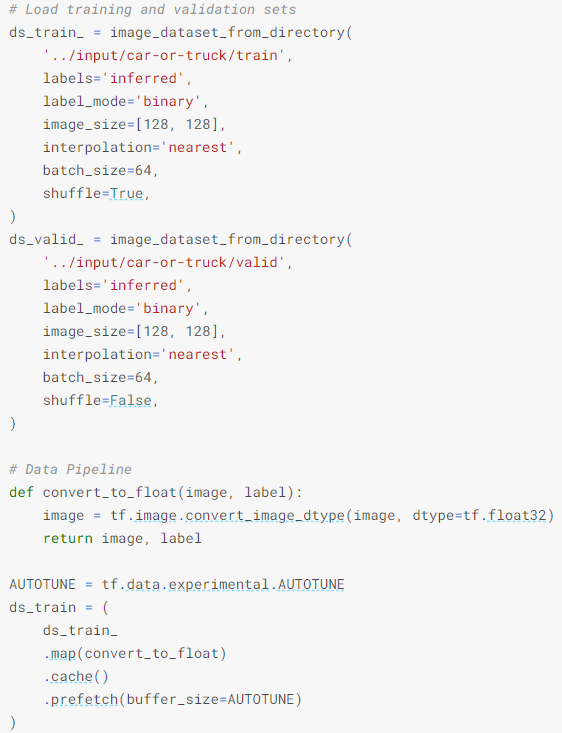 # Load training and validation sets
ds_train_ = image_dataset_from_directory(
    '../input/car-or-truck/train',
    labels='inferred',
    label_mode='binary',
    image_size=[128, 128],
    interpolation='nearest',
    batch_size=64,
    shuffle=True,
)
ds_valid_ = image_dataset_from_directory(
    '../input/car-or-truck/valid',
    labels='inferred',
    label_mode='binary',
    image_size=[128, 128],
    interpolation='nearest',
    batch_size=64,
    shuffle=False,
)

# Data Pipeline
def convert_to_float(image, label):
    image = tf.image.convert_image_dtype(image, dtype=tf.float32)
    return image, label

AUTOTUNE = tf.data.experimental.AUTOTUNE
ds_train = (
    ds_train_
    .map(convert_to_float)
    .cache()
    .prefetch(buffer_size=AUTOTUNE)
)